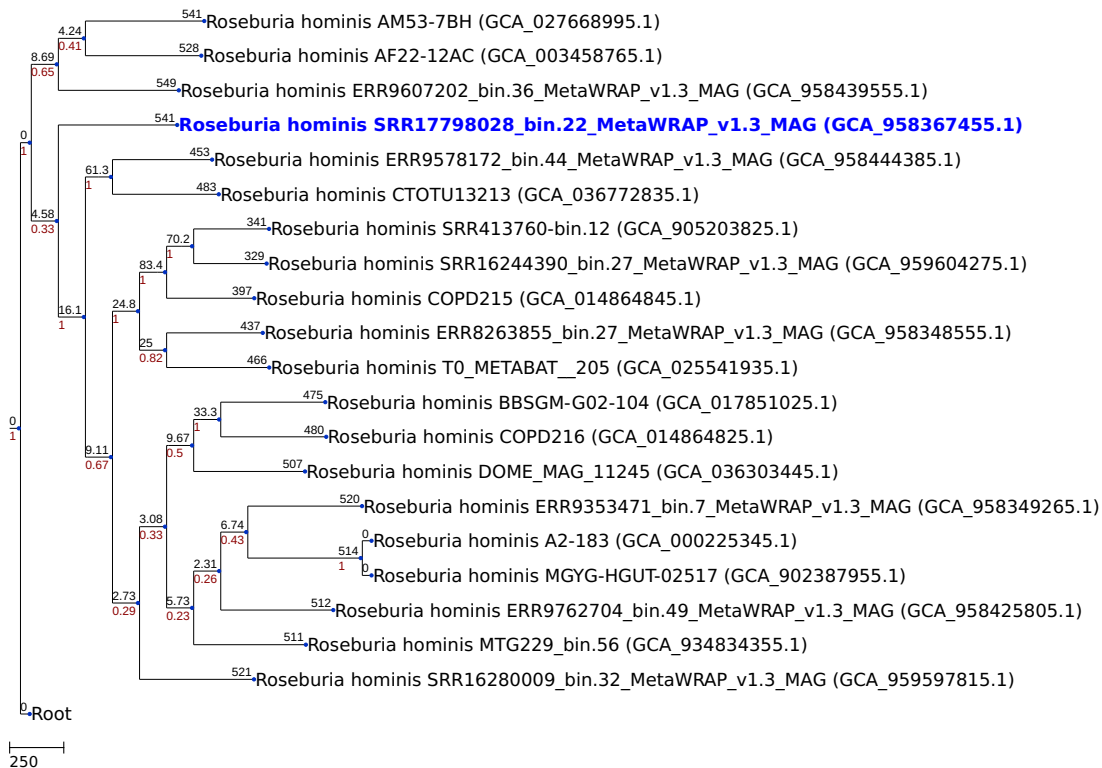 541 Roseburia hominis AM53-7BH (GCA_027668995.1)
4.24
0.41
528 Roseburia hominis AF22-12AC (GCA_003458765.1)
8.69
0.65
549 Roseburia hominis ERR9607202_bin.36_MetaWRAP_v1.3_MAG (GCA_958439555.1)
541 Roseburia hominis SRR17798028_bin.22_MetaWRAP_v1.3_MAG (GCA_958367455.1)
0
1
453 Roseburia hominis ERR9578172_bin.44_MetaWRAP_v1.3_MAG (GCA_958444385.1)
61.3
1
483 Roseburia hominis CTOTU13213 (GCA_036772835.1)
4.58
0.33
341 Roseburia hominis SRR413760-bin.12 (GCA_905203825.1)
70.2
1
329 Roseburia hominis SRR16244390_bin.27_MetaWRAP_v1.3_MAG (GCA_959604275.1)
83.4
1
397 Roseburia hominis COPD215 (GCA_014864845.1)
24.8
1
16.1
1
437 Roseburia hominis ERR8263855_bin.27_MetaWRAP_v1.3_MAG (GCA_958348555.1)
25
0.82
466 Roseburia hominis T0_METABAT__205 (GCA_025541935.1)
475 Roseburia hominis BBSGM-G02-104 (GCA_017851025.1)
33.3
1
0
1
480 Roseburia hominis COPD216 (GCA_014864825.1)
9.67
0.5
9.11
0.67
507 Roseburia hominis DOME_MAG_11245 (GCA_036303445.1)
520 Roseburia hominis ERR9353471_bin.7_MetaWRAP_v1.3_MAG (GCA_958349265.1)
3.08
0.33
6.74
0.43
0 Roseburia hominis A2-183 (GCA_000225345.1)
514
1
0 Roseburia hominis MGYG-HGUT-02517 (GCA_902387955.1)
2.31
0.26
512 Roseburia hominis ERR9762704_bin.49_MetaWRAP_v1.3_MAG (GCA_958425805.1)
5.73
0.23
2.73
0.29
511 Roseburia hominis MTG229_bin.56 (GCA_934834355.1)
521 Roseburia hominis SRR16280009_bin.32_MetaWRAP_v1.3_MAG (GCA_959597815.1)
0 Root
250